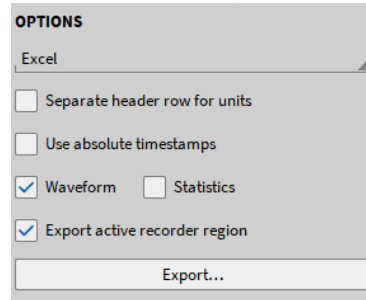 OPTIONS
Excel
Separate header row for units
Use absolute timestamps
Waveform Statistics
Export active recorder region
Export...